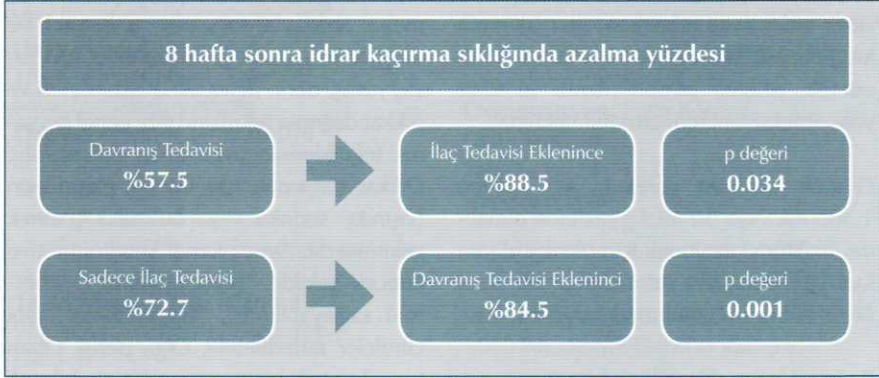 8 hafta sonra idrar kaçırma sıklığında azalma yüzdesi
Davranış Tedavisi
%57.5
İlaç Tedavisi Eklenince
%88.5
p değeri
0.034
Sadece İlaç Tedavisi
%72.7
Davranış Tedavisi Ekleninci
%84.5
p değeri
0.001